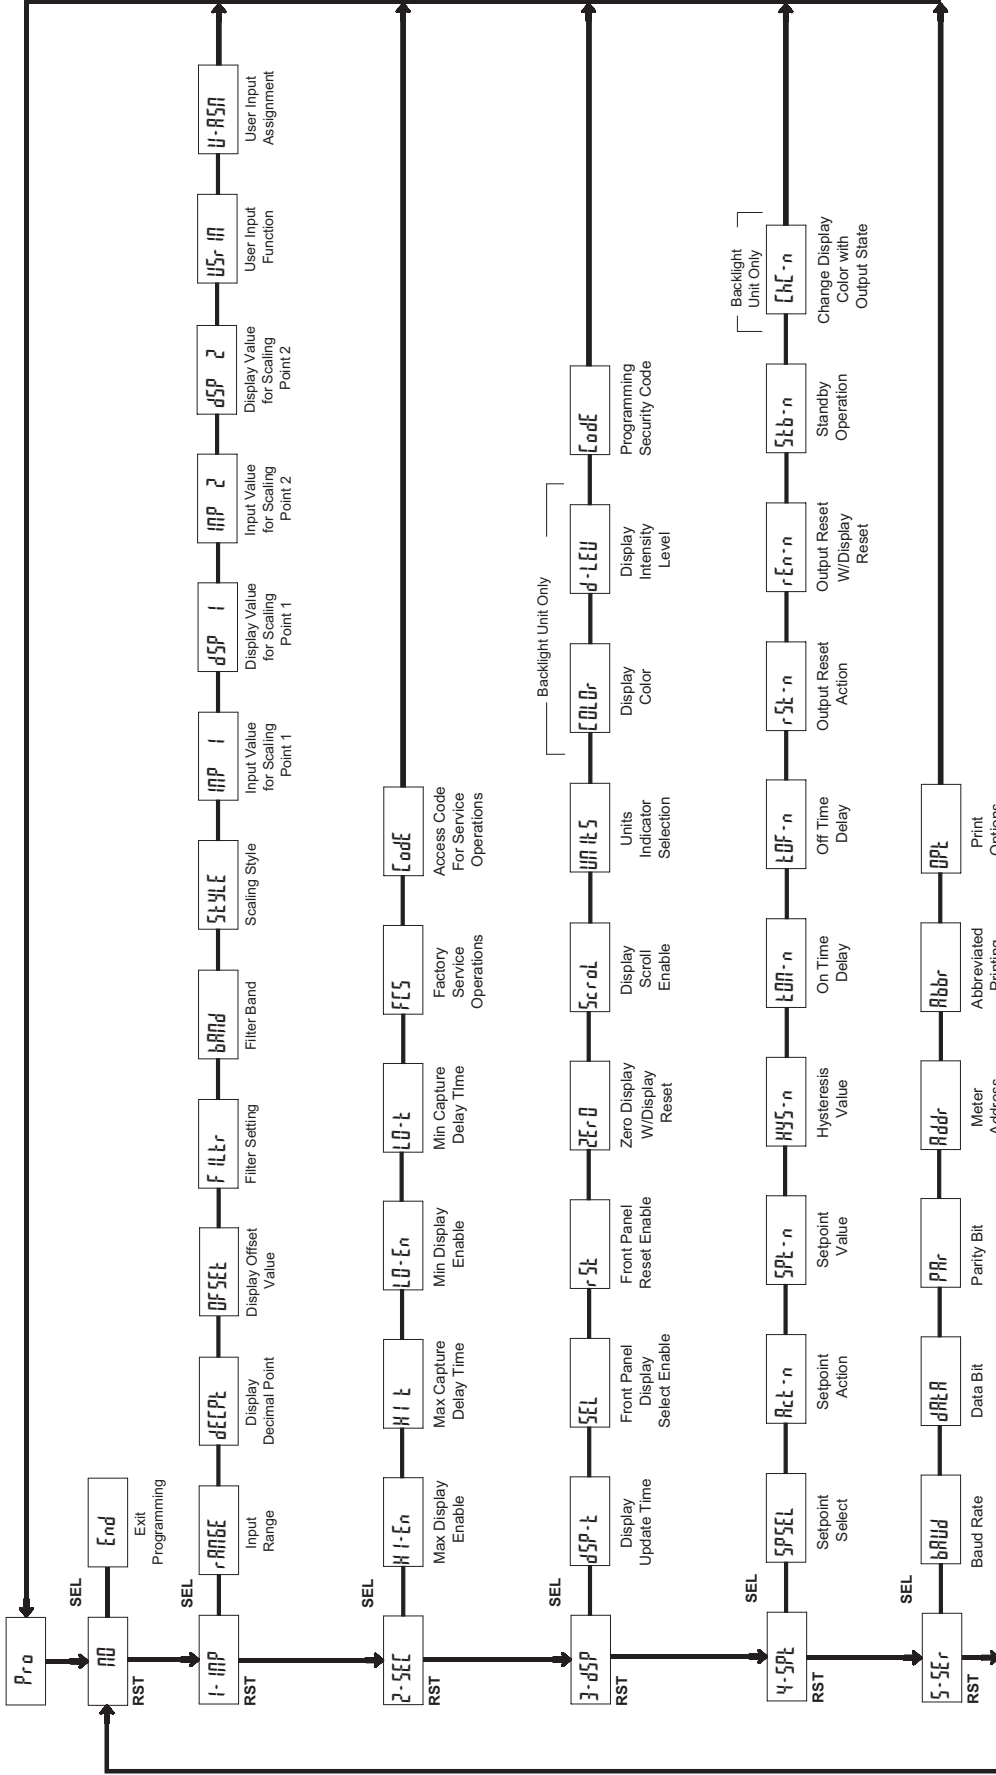 Pro
NO
SEL
RST
End
Exit
Programming
1-INP
SEL
RST
rANGE
Input
Range
dECPt
Display
Decimal Point
OFSEt
Display Offset
Value
FILtr
Filter Setting
bANd
Filter Band
StYLE
Scaling Style
INP 1
Input Value
for Scaling
Point 1
dSP 1
Display Value
for Scaling
Point 1
INP 2
Input Value
for Scaling
Point 2
dSP 2
Display Value
for Scaling
Point 2
USrIN
User Input
Function
U-ASN
User Input
Assignment
2-SEC
SEL
RST
HI-En
Max Display
Enable
HI t
Max Capture
Delay Time
LO-En
Min Display
Enable
LO-t
Min Capture
Delay TIme
FCS
Factory
Service
Operations
CodE
Access Code
For Service
Operations
3-dSP
SEL
RST
dSP-t
Display
Update Time
SEL
Front Panel
Display
Select Enable
rSt
Front Panel
Reset Enable
ZErO
Zero Display
W/Display
Reset
ScroL
Display
Scroll
Enable
UNItS
Units
Indicator
Selection
Backlight Unit Only
COLOr
Display
Color
d-LEV
Display
Intensity
Level
CodE
Programming
Security Code
4-SPt
SEL
RST
SPSEL
Setpoint
Select
Act-n
Setpoint
Action
SPt-n
Setpoint
Value
HYS-n
Hysteresis
Value
tON-n
On Time
Delay
tOF-n
Off Time
Delay
rSt-n
Output Reset
Action
rEn-n
Output Reset
W/Display
Reset
Stb-n
Standby
Operation
Backlight
Unit Only
ChC-n
Change Display
Color with
Output State
5-SEr
SEL
RST
bAUd
Baud Rate
dAtA
Data Bit
PAr
Parity Bit
Addr
Meter
Address
Abbr
Abbreviated
Printing
OPt
Print
Options